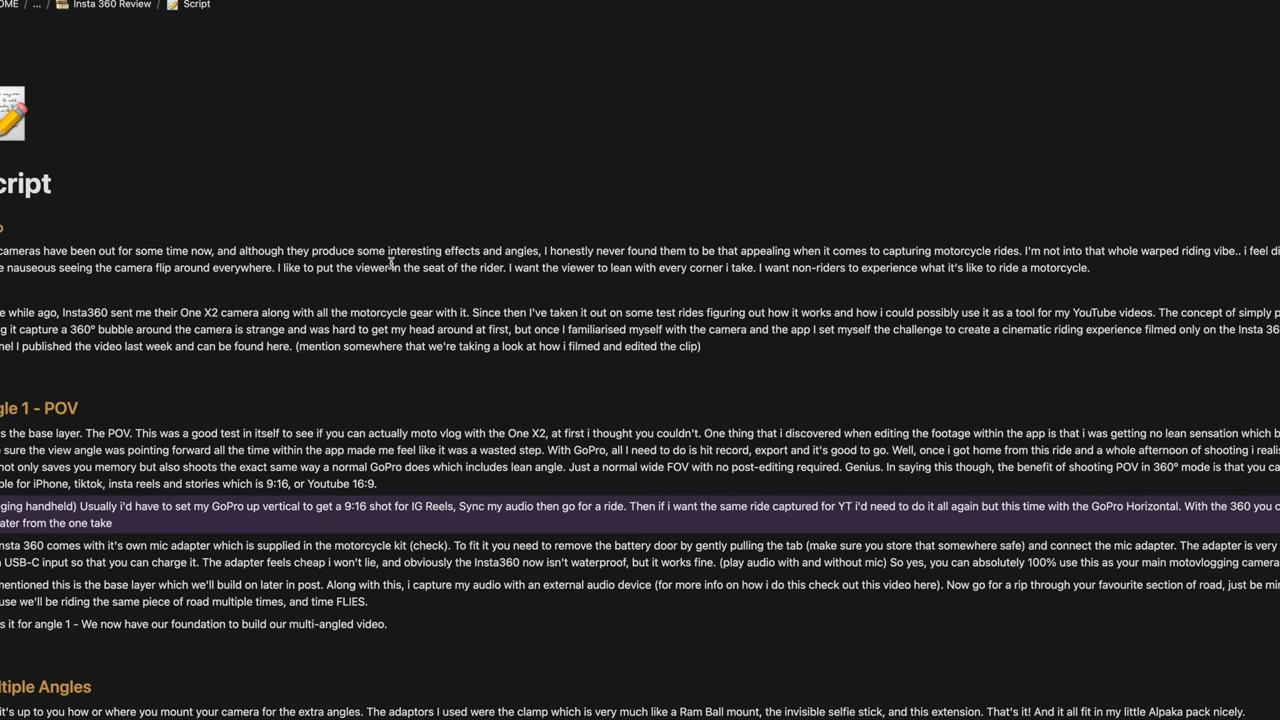 ... / Insta 360 Review / Script
cript
cameras have been out for some time now, and although they produce some interesting effects and angles, I honestly never found them to be that appealing when it comes to capturing motorcycle rides. I'm not into that whole warped riding vibe.. i feel
nauseous seeing the camera flip around everywhere. I like to put the viewer in the seat of the rider. I want the viewer to lean with every corner i take. I want non-riders to experience what it's like to ride a motorcycle.
while ago, Insta360 sent me their One X2 camera along with all the motorcycle gear with it. Since then I've taken it out on some test rides figuring out how it works and how i could possibly use it as a tool for my YouTube videos. The concept of simply
it capture a 360° bubble around the camera is strange and was hard to get my head around at first, but once I familiarised myself with the camera and the app I set myself the challenge to create a cinematic riding experience filmed only on the Insta
I published the video last week and can be found here. (mention somewhere that we're taking a look at how i filmed and edited the clip)
gle 1 - POV
s the base layer. The POV. This was a good test in itself to see if you can actually moto vlog with the One X2, at first i thought you couldn't. One thing that i discovered when editing the footage within the app is that i was getting no lean sensation which
sure the view angle was pointing forward all the time within the app made me feel like it was a wasted step. With GoPro, all I need to do is hit record, export and it's good to go. Well, once i got home from this ride and a whole afternoon of shooting i
not only saves you memory but also shoots the exact same way a normal GoPro does which includes lean angle. Just a normal wide FOV with no post-editing required. Genius. In saying this though, the benefit of shooting POV in 360° mode is that you
ble for iPhone, tiktok, insta reels and stories which is 9:16, or Youtube 16:9.
ging handheld) Usually i'd have to set my GoPro up vertical to get a 9:16 shot for IG Reels, Sync my audio then go for a ride. Then if i want the same ride captured for YT i'd need to do it all again but this time with the GoPro Horizontal. With the 360 you
ater from the one take
nsta 360 comes with it's own mic adapter which is supplied in the motorcycle kit (check). To fit it you need to remove the battery door by gently pulling the tab (make sure you store that somewhere safe) and connect the mic adapter. The adapter is very
USB-C input so that you can charge it. The adapter feels cheap i won't lie, and obviously the Insta360 now isn't waterproof, but it works fine. (play audio with and without mic) So yes, you can absolutely 100% use this as your main motovlogging camera
mentioned this is the base layer which we'll build on later in post. Along with this, i capture my audio with an external audio device (for more info on how i do this check out this video here). Now go for a rip through your favourite section of road, just be
use we'll be riding the same piece of road multiple times, and time FLIES.
s it for angle 1 - We now have our foundation to build our multi-angled video.
tiple Angles
it's up to you how or where you mount your camera for the extra angles. The adaptors I used were the clamp which is very much like a Ram Ball mount, the invisible selfie stick, and this extension. That's it! And it all fit in my little Alpaka pack nicely.